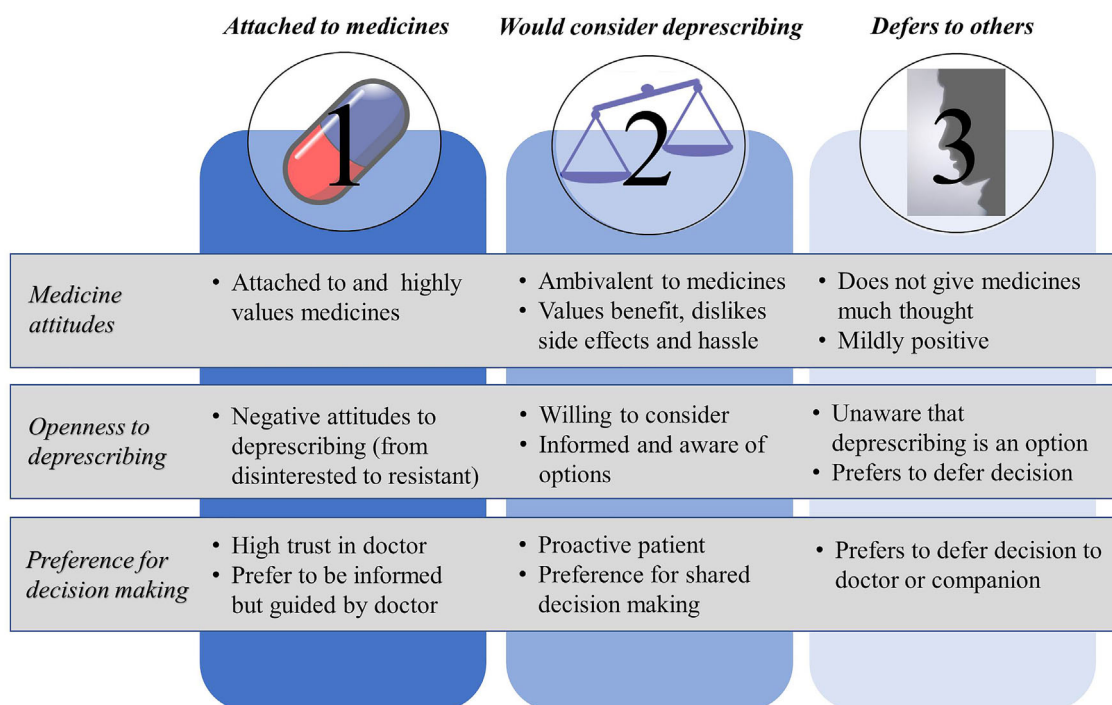 Attached to medicines
Would consider deprescribing
Defers to others
1
2
3
Medicine
attitudes
• Attached to and highly
values medicines
• Ambivalent to medicines
• Values benefit, dislikes
side effects and hassle
• Does not give medicines
much thought
• Mildly positive
Openness to
deprescribing
• Negative attitudes to
deprescribing (from
disinterested to resistant)
• Willing to consider
• Informed and aware of
options
• Unaware that
deprescribing is an option
• Prefers to defer decision
Preference for
decision making
• High trust in doctor
• Prefer to be informed
but guided by doctor
• Proactive patient
• Preference for shared
decision making
• Prefers to defer decision to
doctor or companion